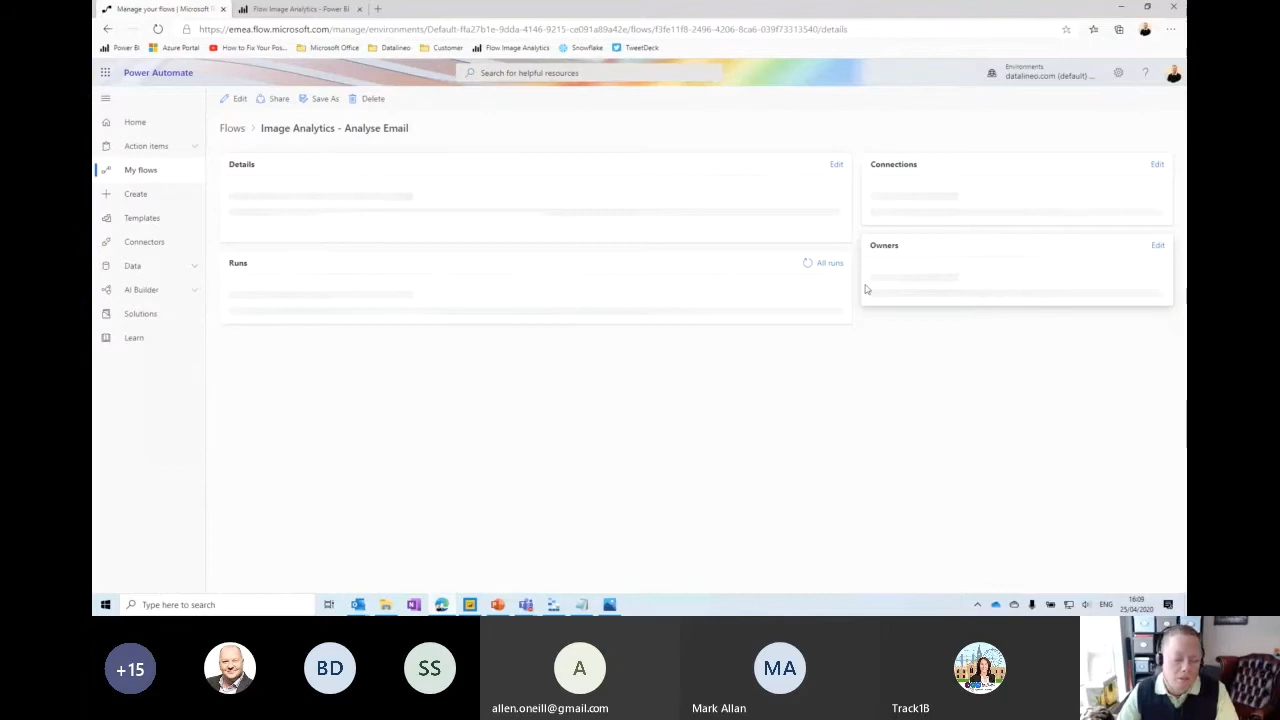 Manage your flows | Microsoft P
Flow Image Analytics - Power BI
https://emea.flow.microsoft.com/manage/environments/Default-ffa27b1e-9dda-4146-9215-ce091a89a42e/flows/f3fe11f8-2496-4206-8ca6-039f73313540/details
Power BI
Azure Portal
How to Fix Your Pos...
Microsoft Office
Datalineo
Customer
Flow Image Analytics
Snowflake
TweetDeck
Power Automate
Search for helpful resources
Environments
datalineo.com (default) ...
Edit
Share
Save As
Delete
Home
Action items
My flows
Create
Templates
Connectors
Data
AI Builder
Solutions
Learn
Flows > Image Analytics - Analyse Email
Details
Edit
Connections
Edit
Runs
All runs
Owners
Edit
Type here to search
ENG
16:09
25/04/2020
+15
BD
SS
A
MA
allen.oneill@gmail.com
Mark Allan
Track1B